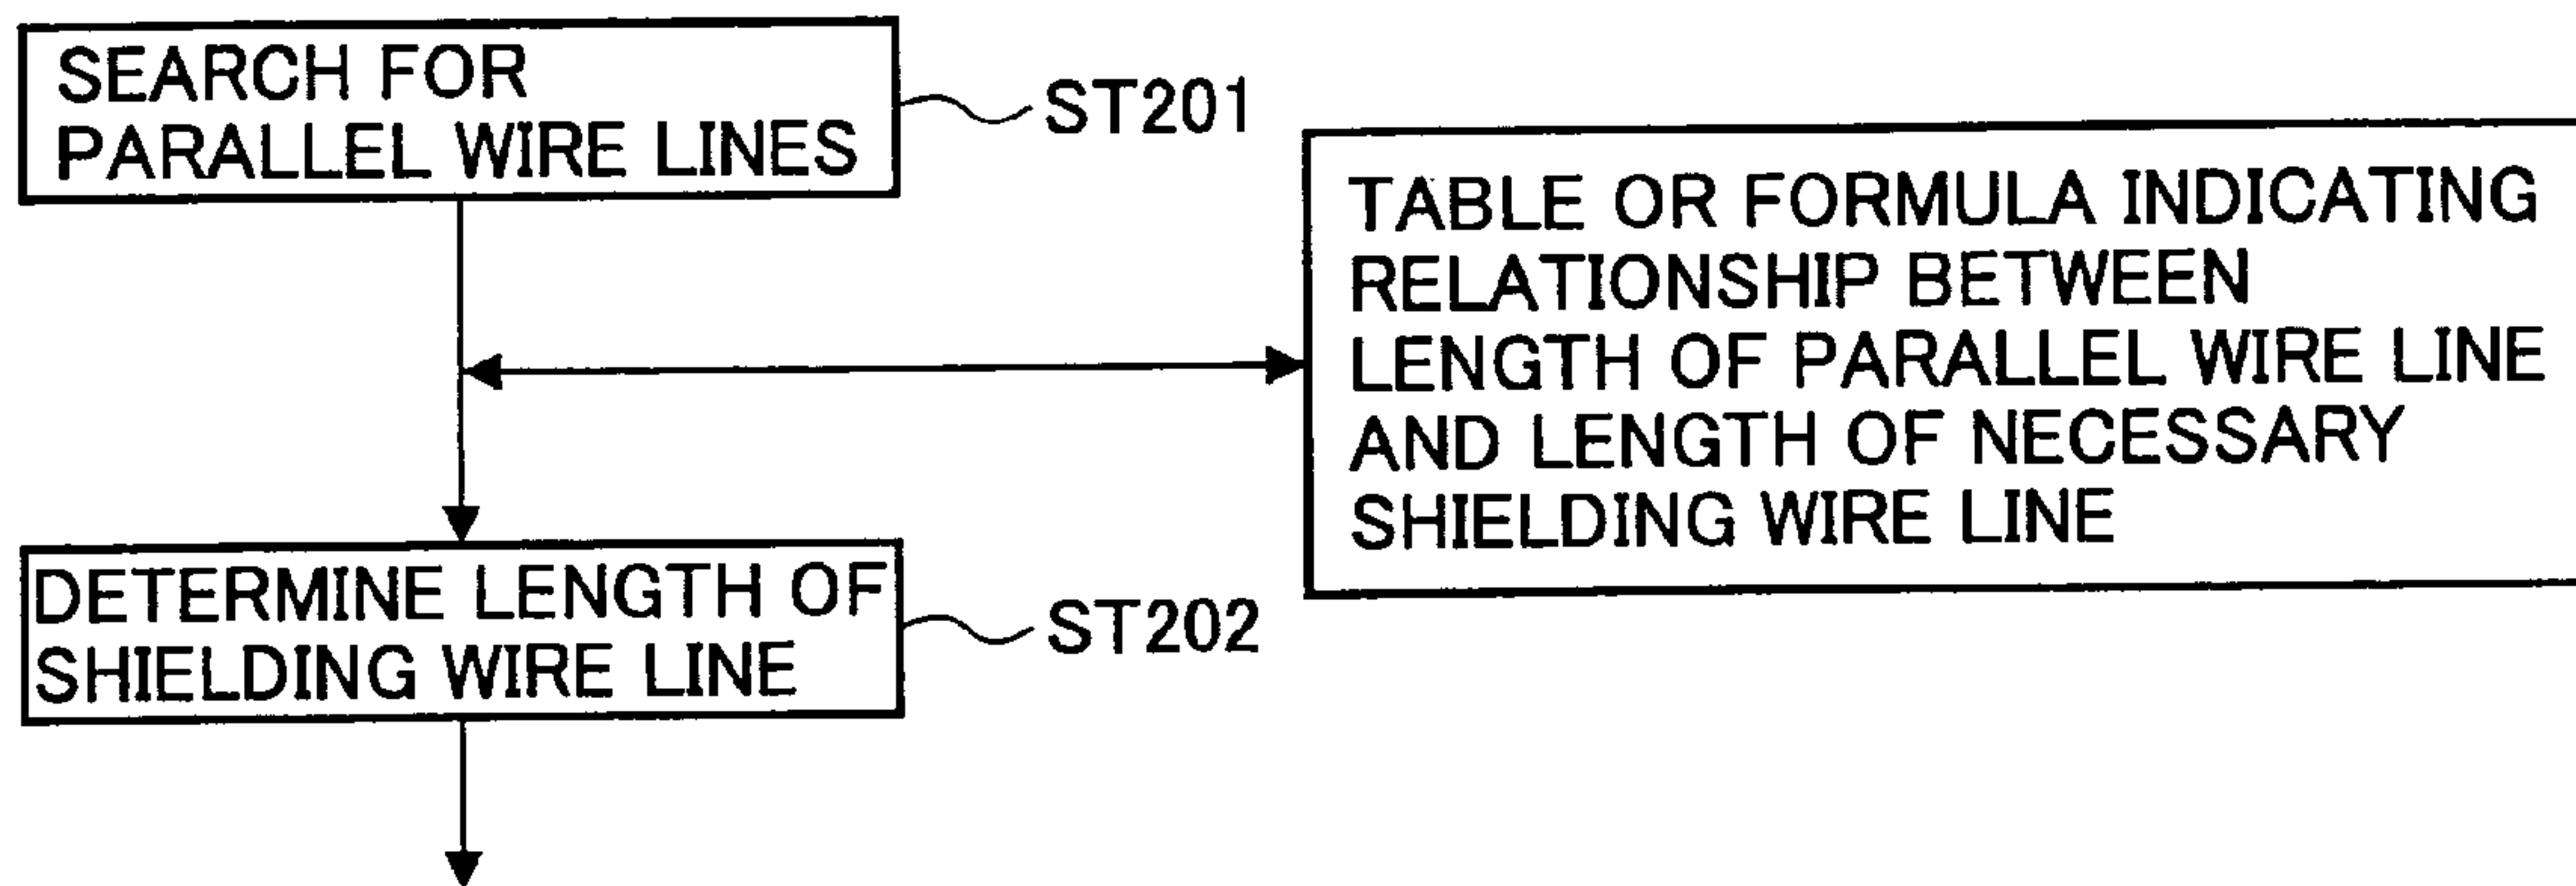 SEARCH FOR
PARALLEL WIRE LINES
ST201
TABLE OR FORMULA INDICATING
RELATIONSHIP BETWEEN
LENGTH OF PARALLEL WIRE LINE
AND LENGTH OF NECESSARY
SHIELDING WIRE LINE
DETERMINE LENGTH OF
SHIELDING WIRE LINE
ST202